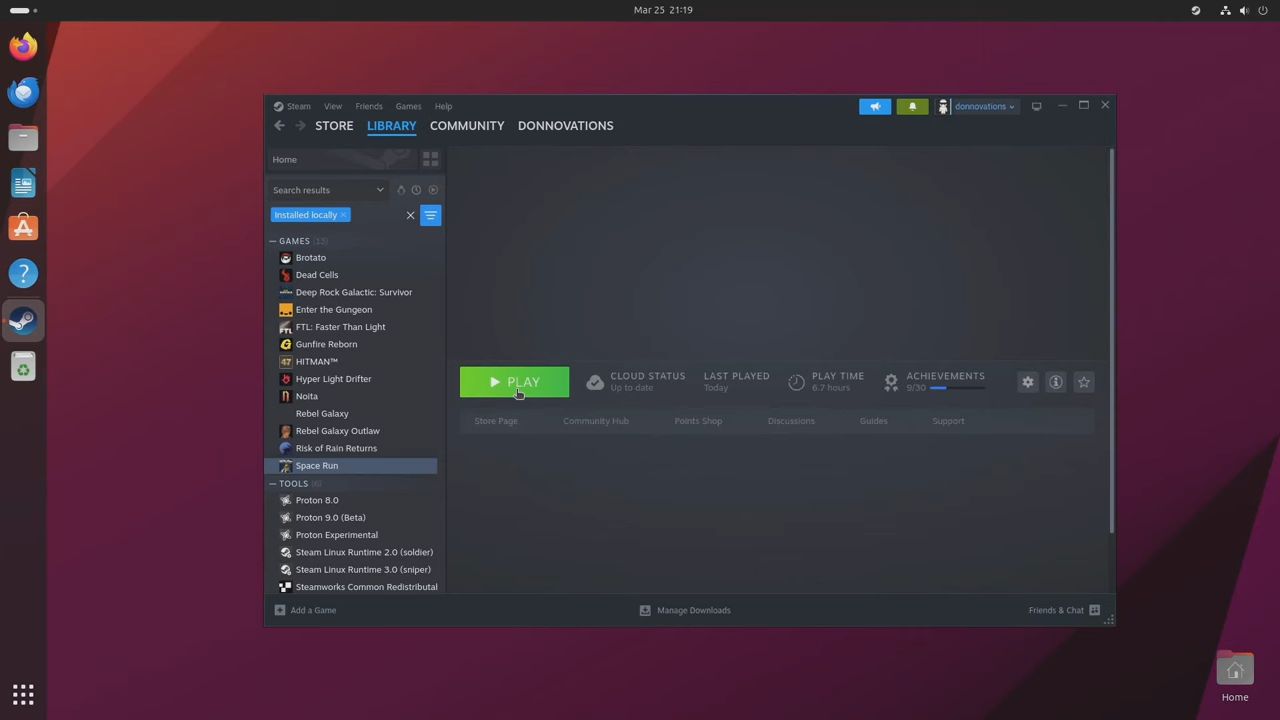 Mar 25 21:19
Steam View Friends Games Help
donnovations
STORE LIBRARY COMMUNITY DONNOVATIONS
Home
Search results
Installed locally
GAMES (13)
Brotato
Dead Cells
Deep Rock Galactic: Survivor
Enter the Gungeon
FTL: Faster Than Light
Gunfire Reborn
HITMAN™
Hyper Light Drifter
Noita
Rebel Galaxy
Rebel Galaxy Outlaw
Risk of Rain Returns
Space Run
TOOLS (6)
Proton 8.0
Proton 9.0 (Beta)
Proton Experimental
Steam Linux Runtime 2.0 (soldier)
Steam Linux Runtime 3.0 (sniper)
Steamworks Common Redistributal
PLAY
CLOUD STATUS
Up to date
LAST PLAYED
Today
PLAY TIME
6.7 hours
ACHIEVEMENTS
9/30
Store Page Community Hub Points Shop Discussions Guides Support
Add a Game
Manage Downloads
Friends & Chat
Home